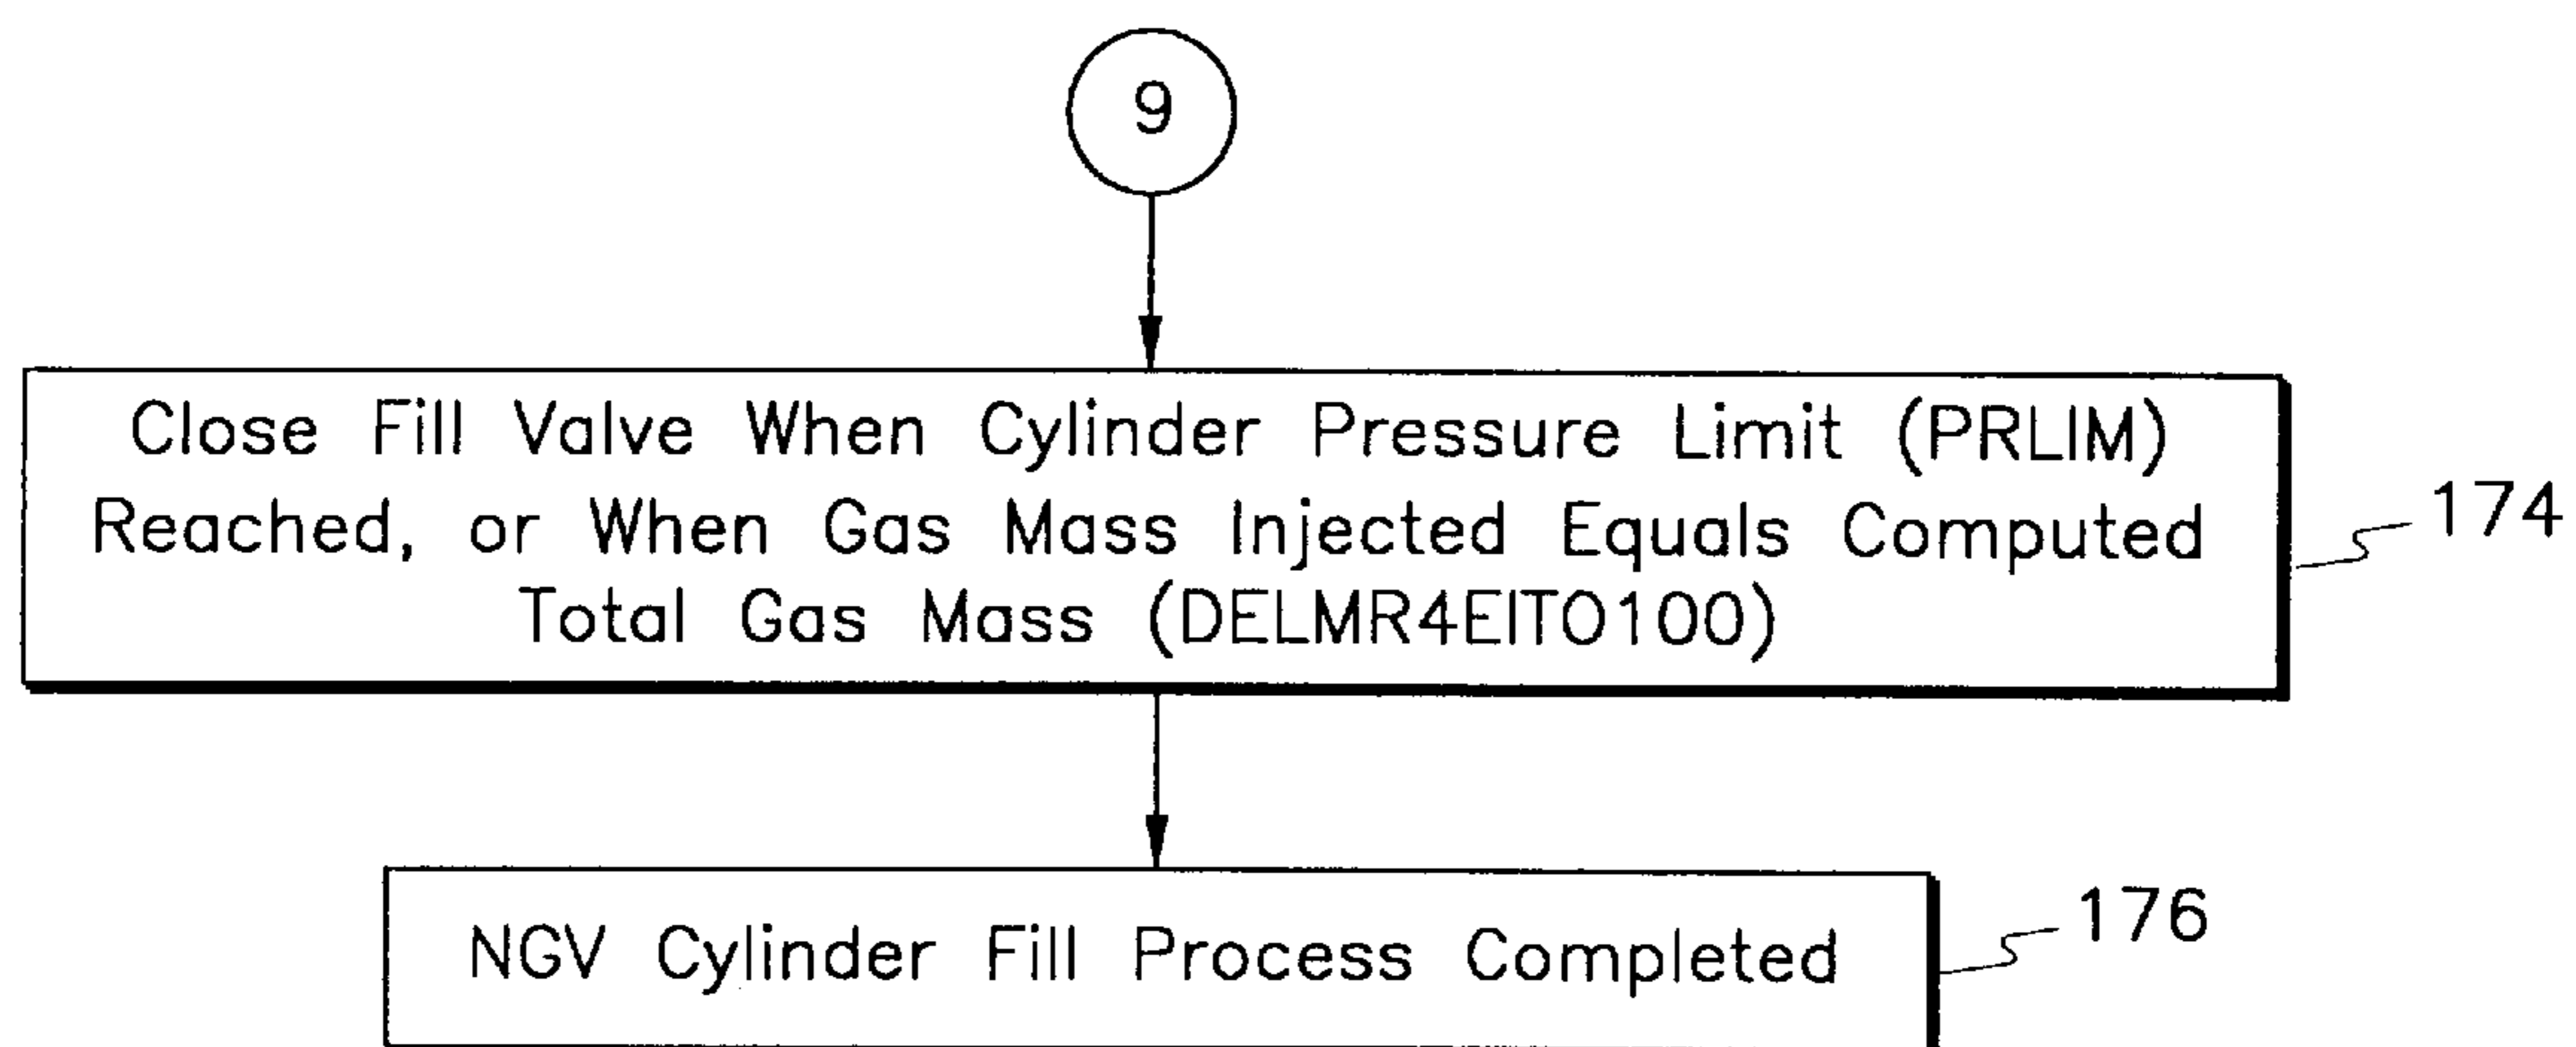 9
Close Fill Valve When Cylinder Pressure Limit (PRLIM)
Reached, or When Gas Mass Injected Equals Computed
Total Gas Mass (DELMR4EITO100)
174
NGV Cylinder Fill Process Completed
176